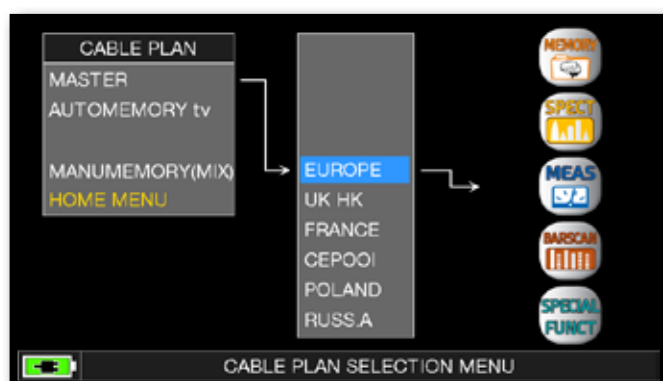 CABLE PLAN
MASTER
AUTOMEMORY tv
MANUMEMORY(MIX)
HOME MENU
EUROPE
UK HK
FRANCE
CEPOOI
POLAND
RUSS.A
MEMORY
SPECT
MEAS
BARSCAN
SPECIAL
FUNCT
CABLE PLAN SELECTION MENU